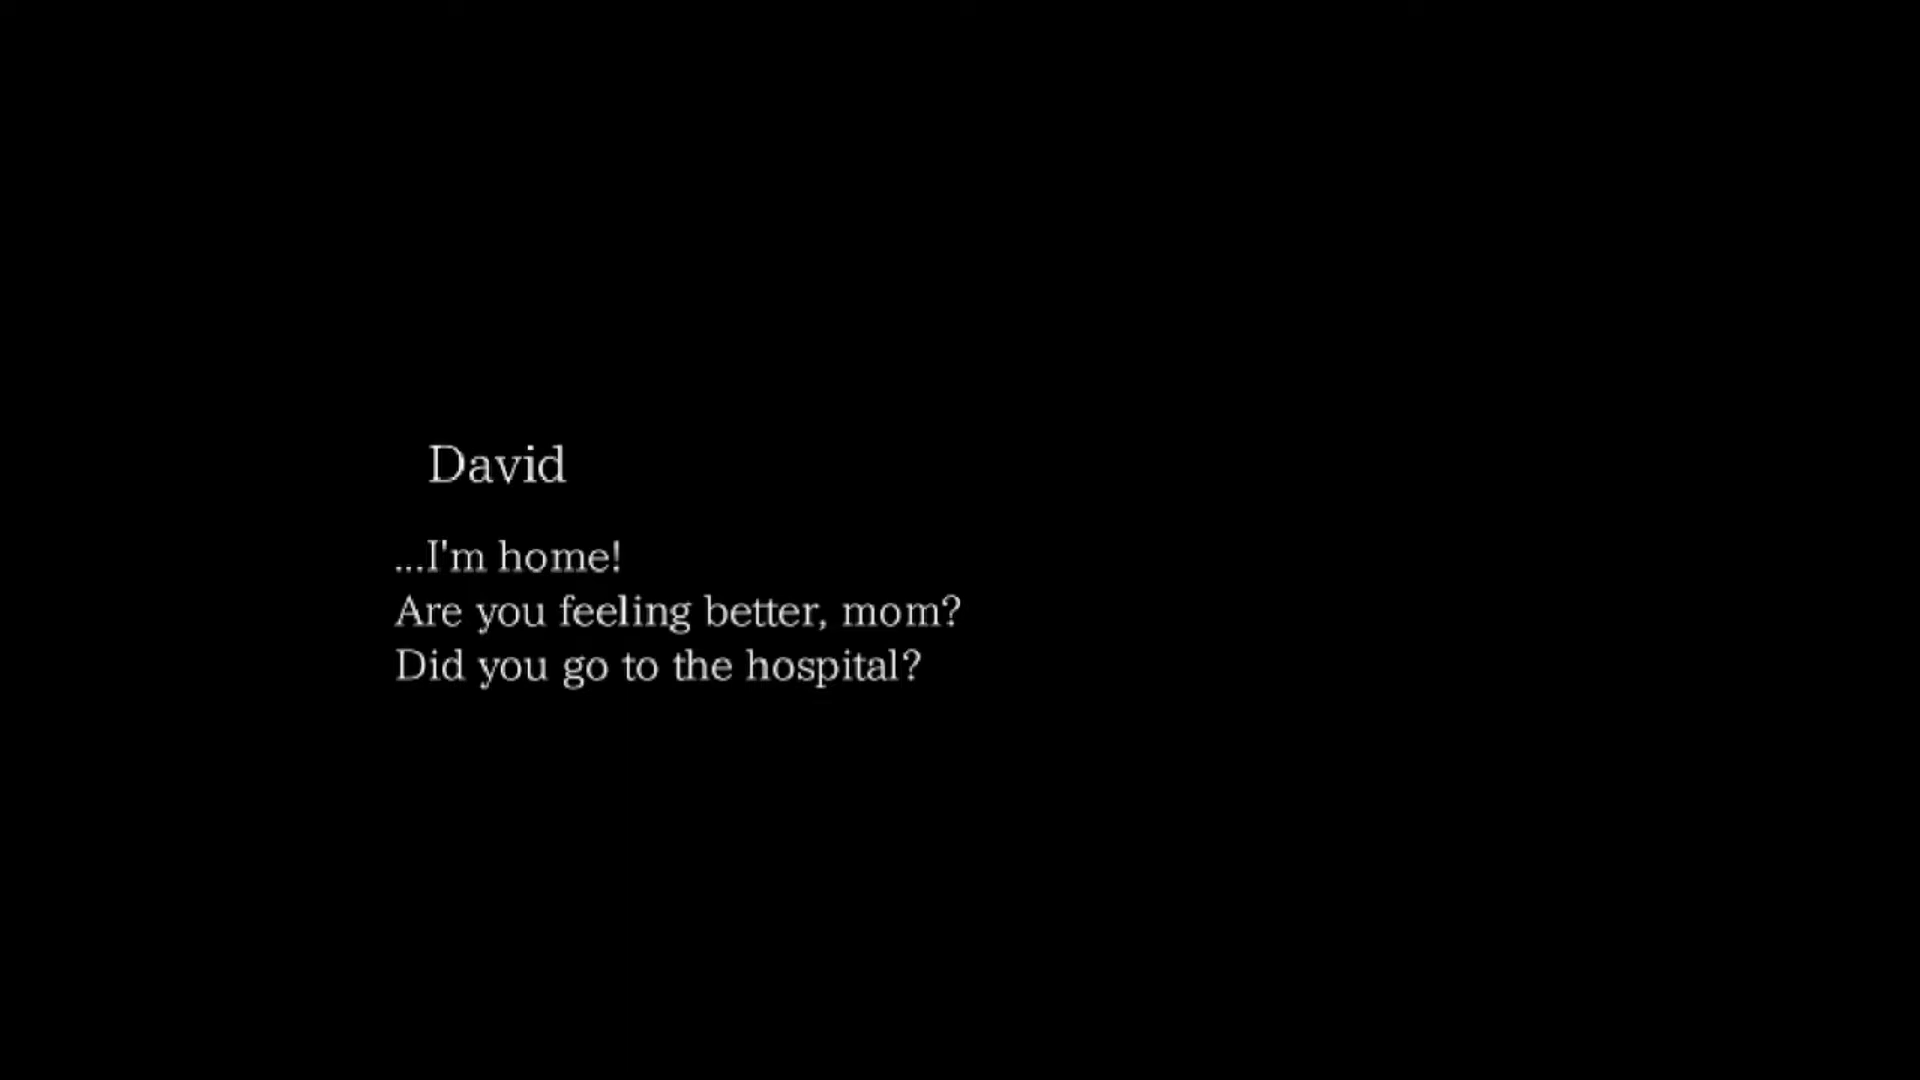 David
...I'm home!
Are you feeling better, mom?
Did you go to the hospital?